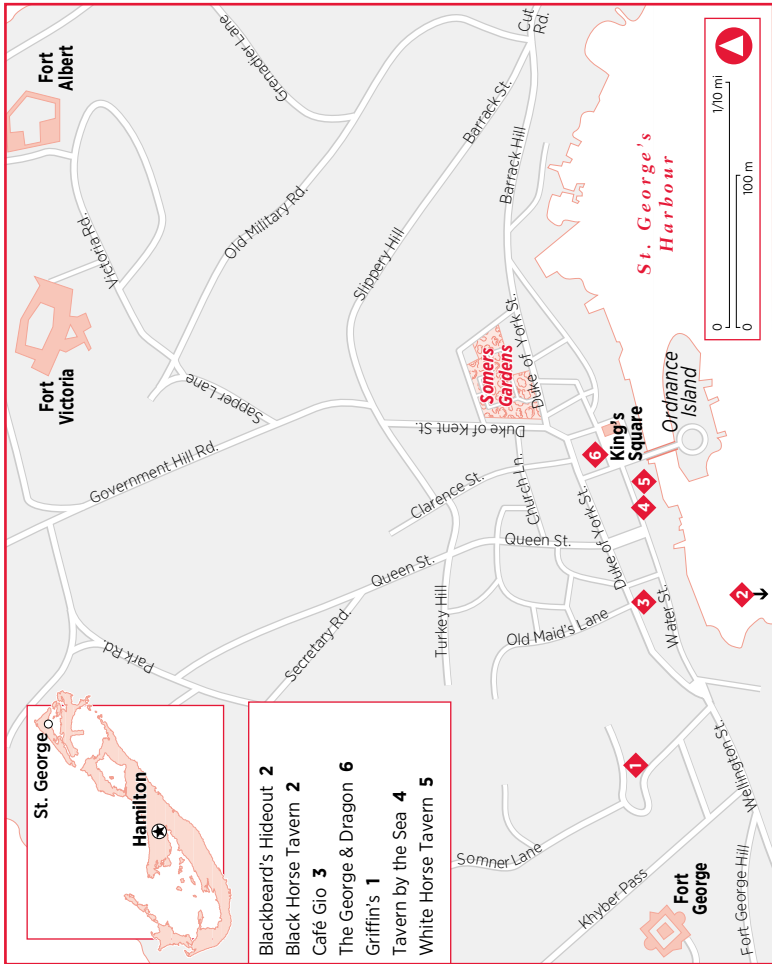 St. George
Hamilton
Blackbeard's Hideout 2
Black Horse Tavern 2
Café Gio 3
The George & Dragon 6
Griffin's 1
Tavern by the Sea 4
White Horse Tavern 5
Fort
Albert
Fort
Victoria
Victoria Rd.
Grenadier Lane
Cut
Rd.
Old Military Rd.
Barrack St.
Barrack Hill
Slippery Hill
Sapper Lane
Government Hill Rd.
Park Rd.
Secretary Rd.
Turkey Hill
Queen St.
Queen St.
Clarence St.
Church Ln.
Duke of Kent St.
Somers
Gardens
Duke of York St.
Duke of York St.
Old Maid's Lane
Water St.
King's
Square
Ordnance
Island
St. George's
Harbour
Somner Lane
Khyber Pass
Wellington St.
Fort George Hill
Fort
George
1
2
3
4
5
6
0
1/10 mi
0
100 m